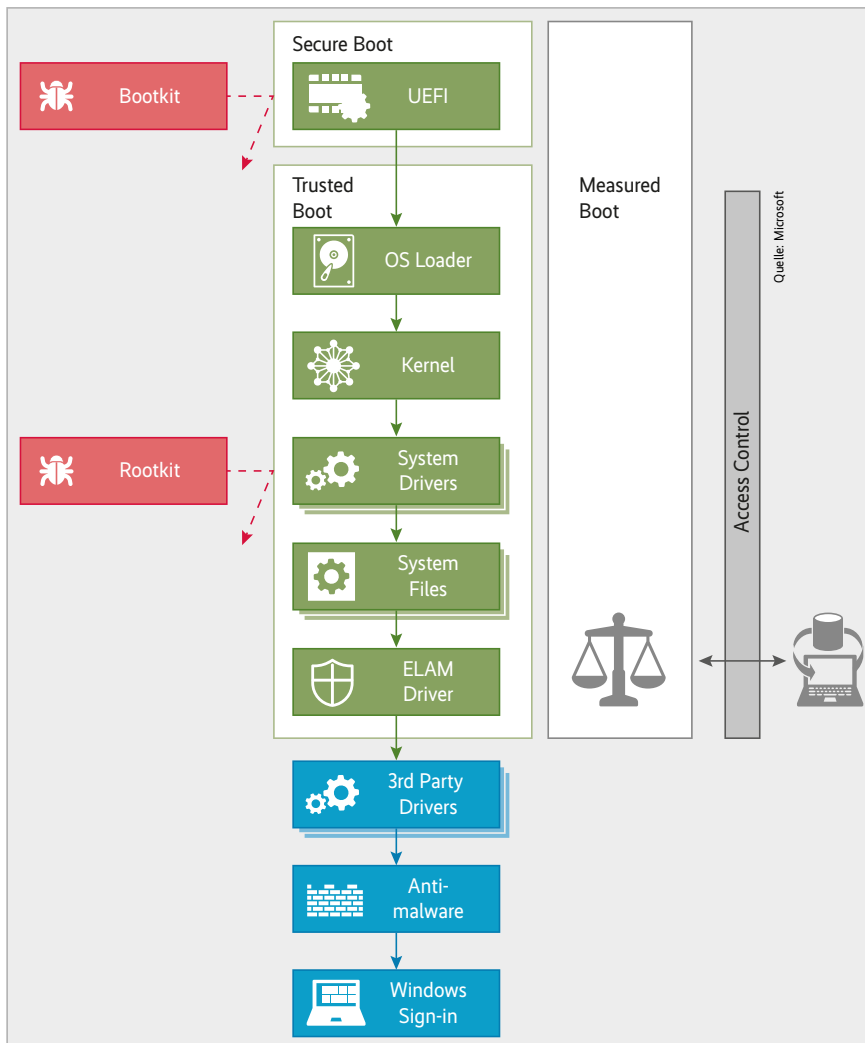 Secure Boot
Bootkit
UEFI
Trusted
Boot
Measured
Boot
OS Loader
Kernel
Rootkit
System
Drivers
System
Files
ELAM
Driver
3rd Party
Drivers
Anti-
malware
Windows
Sign-in
Access Control
Quelle: Microsoft